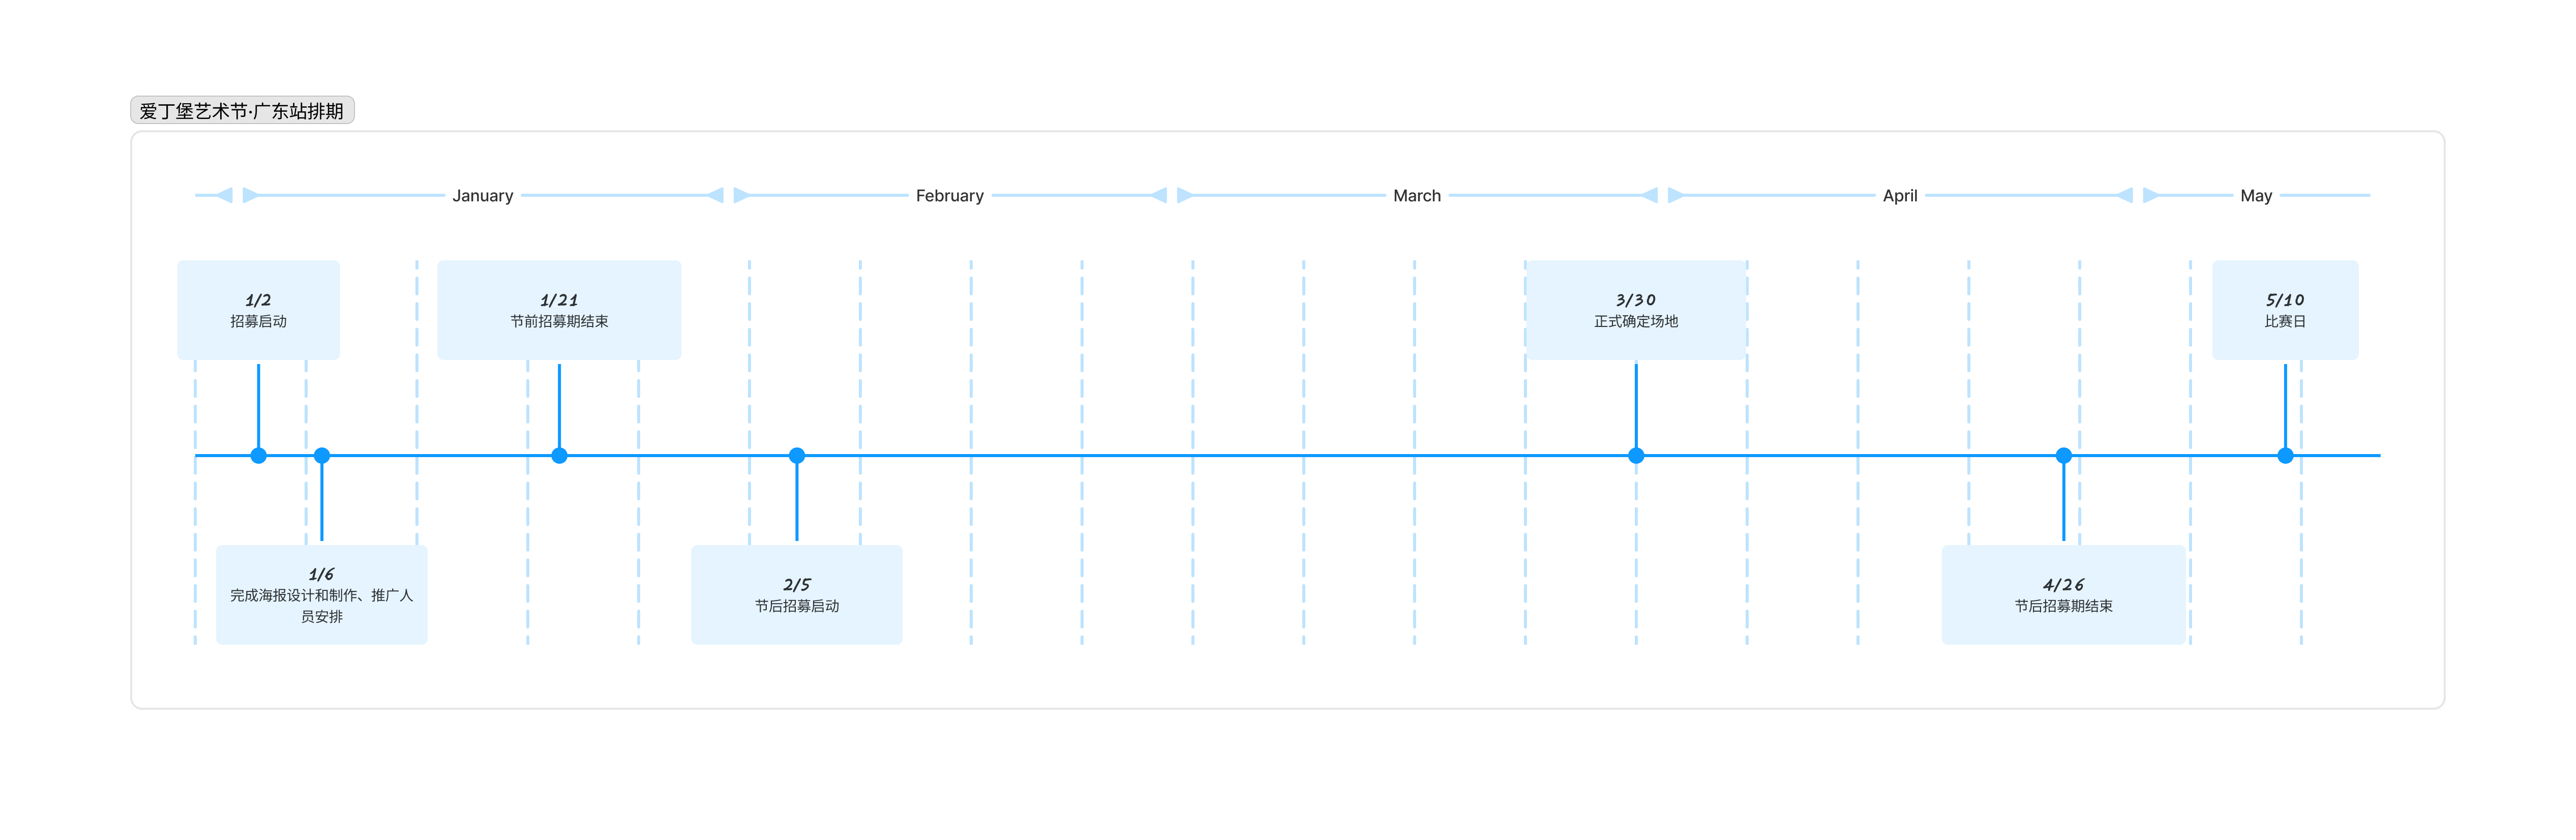 爱丁堡艺术节·广东站排期
January
February
March
April
May
1/2
招募启动
1/21
节前招募期结束
3/30
正式确定场地
5/10
比赛日
1/6
完成海报设计和制作、推广人
员安排
2/5
节后招募启动
4/26
节后招募期结束